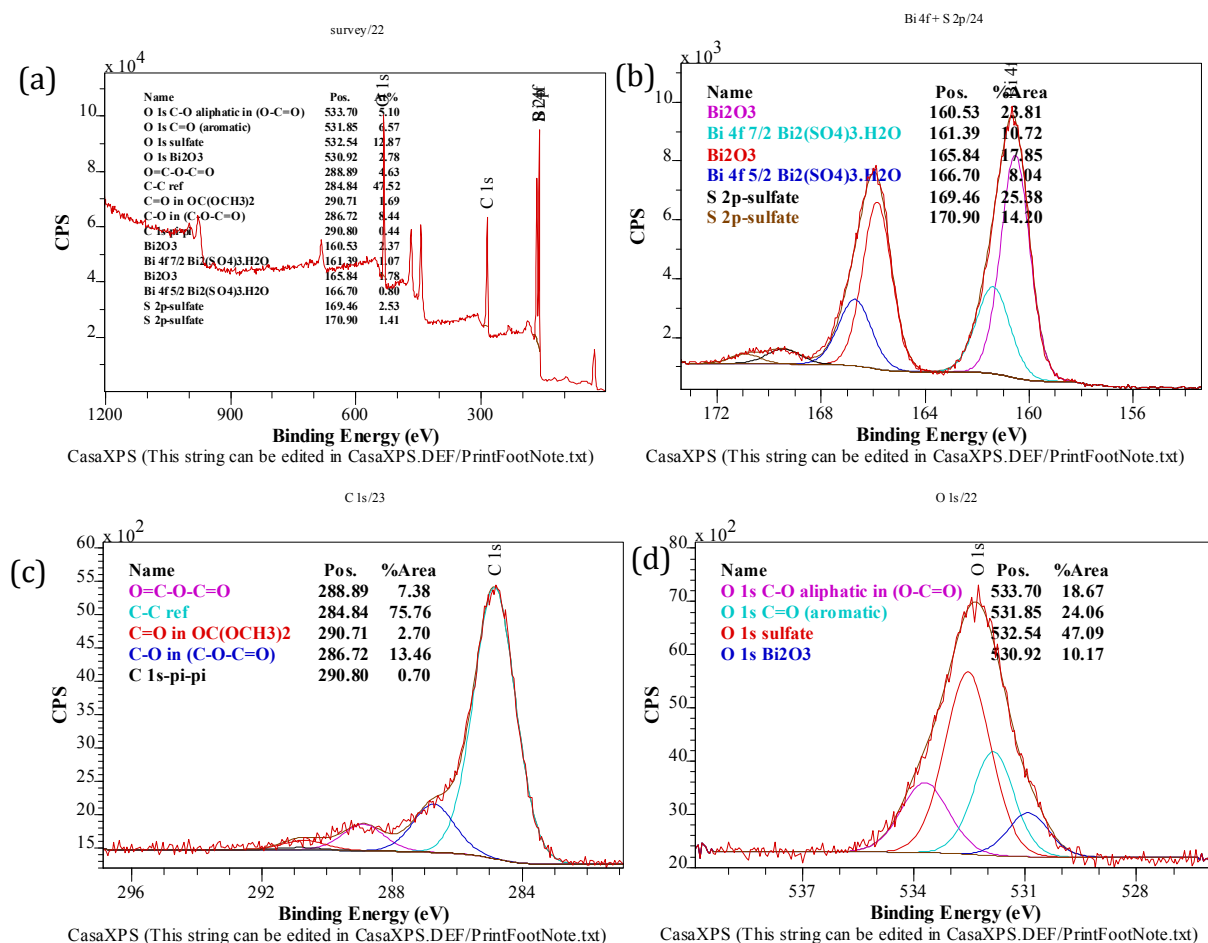 survey/22
(a)
x 10^4
Name Pos. At%
O 1s C-O aliphatic in (O-C=O) 533.70 5.10
O 1s C=O (aromatic) 531.85 6.57
O 1s sulfate 532.54 12.87
O 1s Bi2O3 530.92 2.78
O=C-O-C=O 288.89 4.63
C-C ref 284.84 47.52
C=O in OC(OCH3)2 290.71 1.69
C-O in (C-O-C=O) 286.72 8.44
C 1s-pi-pi 290.80 0.44
Bi2O3 160.53 2.37
Bi 4f 7/2 Bi2(SO4)3.H2O 161.39 1.07
Bi2O3 165.84 1.78
Bi 4f 5/2 Bi2(SO4)3.H2O 166.70 0.80
S 2p-sulfate 169.46 2.53
S 2p-sulfate 170.90 1.41
O 1s
C 1s
10
8
6
4
2
CPS
1200 900 600 300
Binding Energy (eV)
CasaXPS (This string can be edited in CasaXPS.DEF/PrintFootNote.txt)
Bi 4f + S 2p/24
(b)
x 10^3
Name Pos. %Area
Bi2O3 160.53 23.81
Bi 4f 7/2 Bi2(SO4)3.H2O 161.39 10.72
Bi2O3 165.84 17.85
Bi 4f 5/2 Bi2(SO4)3.H2O 166.70 8.04
S 2p-sulfate 169.46 25.38
S 2p-sulfate 170.90 14.20
Bi 4f
10
8
6
4
2
CPS
172 168 164 160 156
Binding Energy (eV)
CasaXPS (This string can be edited in CasaXPS.DEF/PrintFootNote.txt)
C 1s/23
(c)
x 10^2
Name Pos. %Area
O=C-O-C=O 288.89 7.38
C-C ref 284.84 75.76
C=O in OC(OCH3)2 290.71 2.70
C-O in (C-O-C=O) 286.72 13.46
C 1s-pi-pi 290.80 0.70
C 1s
60
55
50
45
40
35
30
25
20
15
CPS
296 292 288 284
Binding Energy (eV)
CasaXPS (This string can be edited in CasaXPS.DEF/PrintFootNote.txt)
O 1s/22
(d)
x 10^2
Name Pos. %Area
O 1s C-O aliphatic in (O-C=O) 533.70 18.67
O 1s C=O (aromatic) 531.85 24.06
O 1s sulfate 532.54 47.09
O 1s Bi2O3 530.92 10.17
O 1s
80
70
60
50
40
30
20
CPS
537 534 531 528
Binding Energy (eV)
CasaXPS (This string can be edited in CasaXPS.DEF/PrintFootNote.txt)